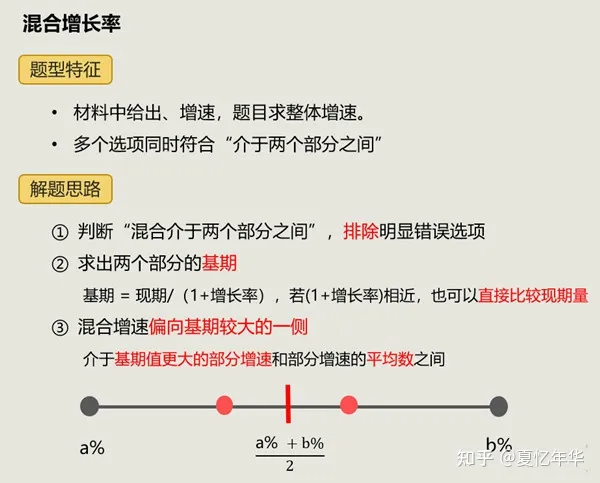 混合增长率
题型特征
• 材料中给出、增速，题目求整体增速。
• 多个选项同时符合“介于两个部分之间”
解题思路
① 判断“混合介于两个部分之间”，排除明显错误选项
② 求出两个部分的基期
基期 = 现期/（1+增长率），若(1+增长率)相近，也可以直接比较现期量
③ 混合增速偏向基期较大的一侧
介于基期值更大的部分增速和部分增速的平均数之间
a%
a% + b%
2
b%
知乎 @夏忆年华